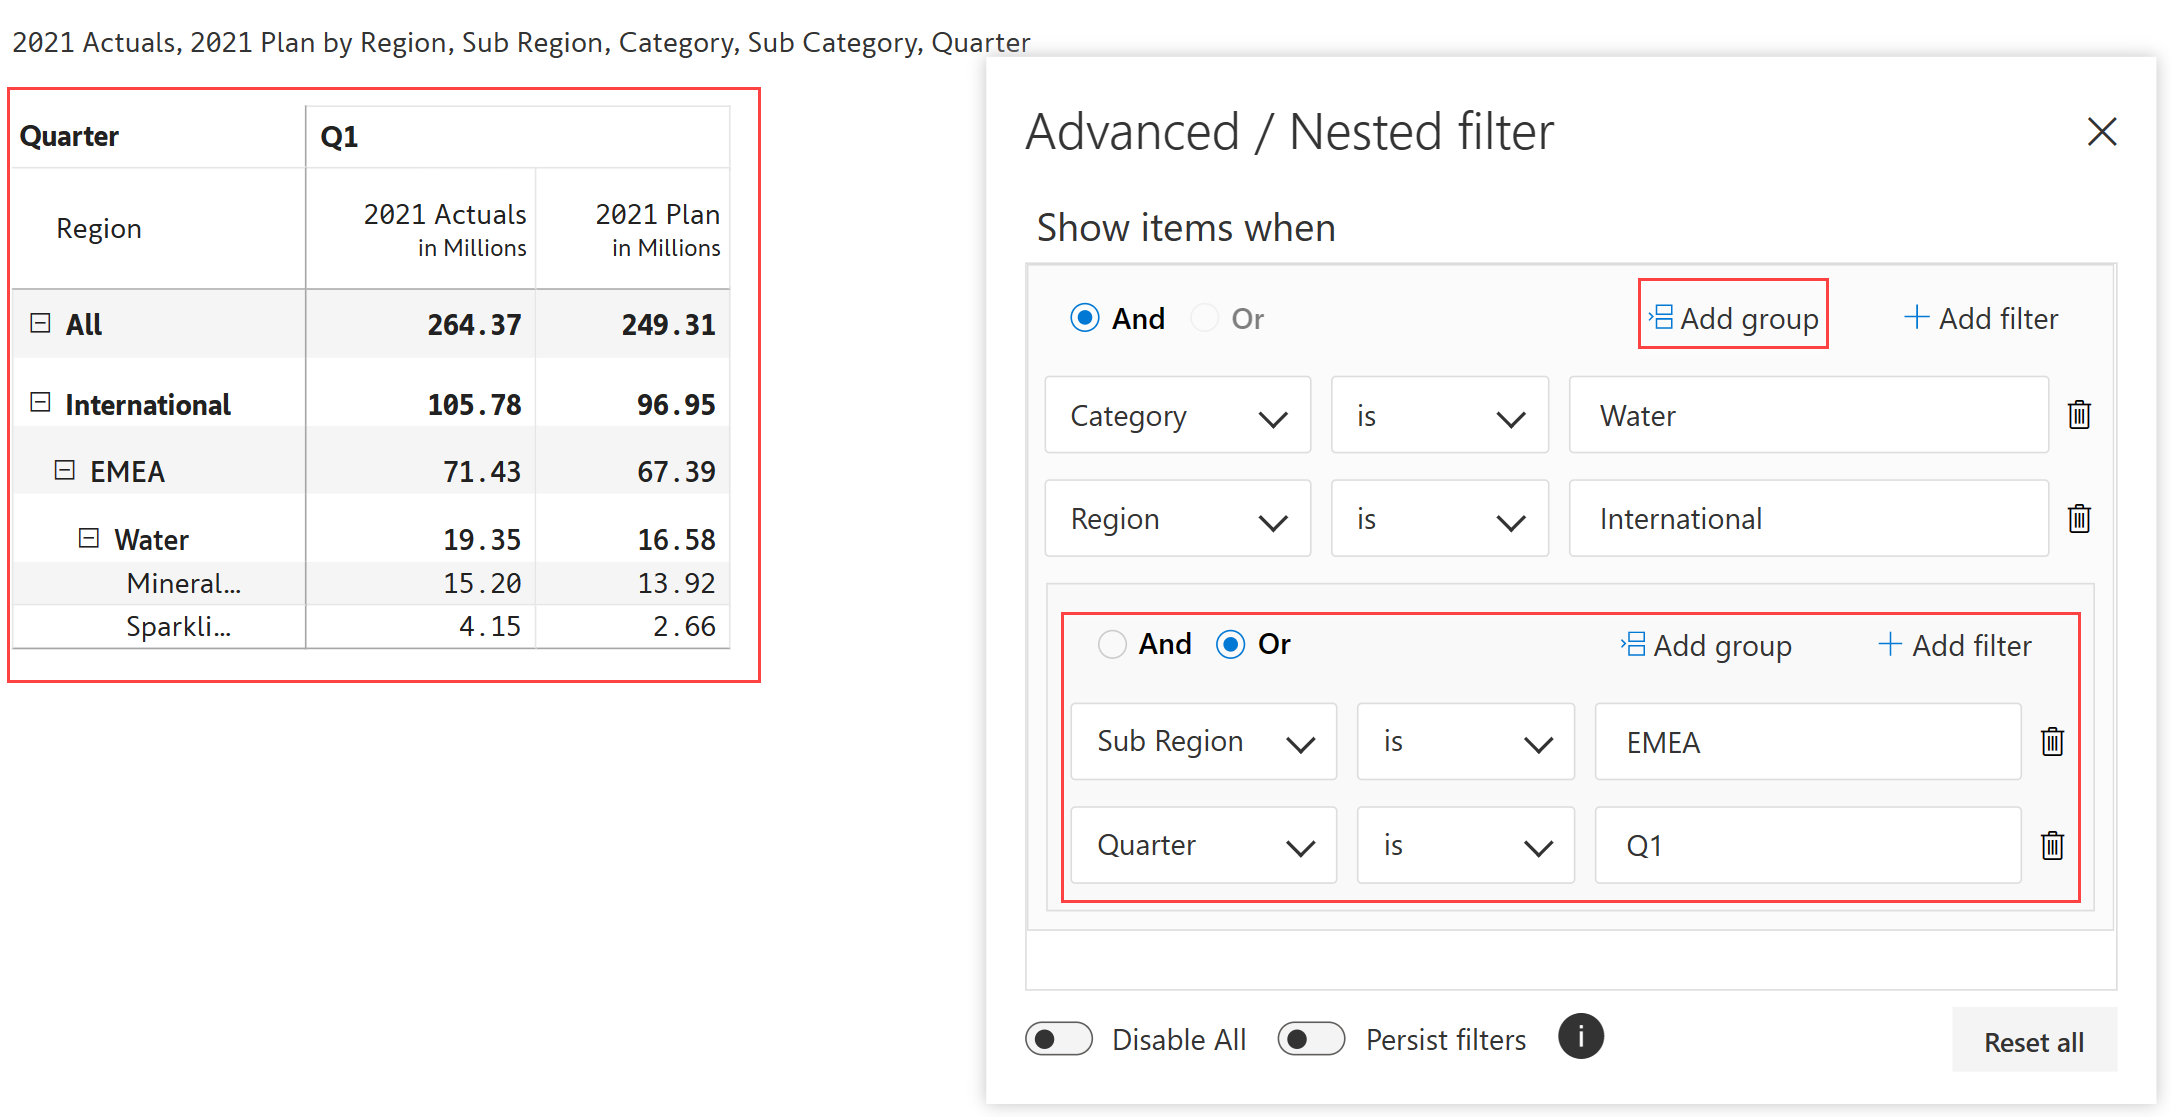 2021 Actuals, 2021 Plan by Region, Sub Region, Category, Sub Category, Quarter
Quarter Q1
Region 2021 Actuals in Millions 2021 Plan in Millions
All 264.37 249.31
International 105.78 96.95
EMEA 71.43 67.39
Water 19.35 16.58
Mineral... 15.20 13.92
Sparkli... 4.15 2.66
Advanced / Nested filter
Show items when
And Or Add group Add filter
Category is Water
Region is International
And Or Add group Add filter
Sub Region is EMEA
Quarter is Q1
Disable All Persist filters i Reset all